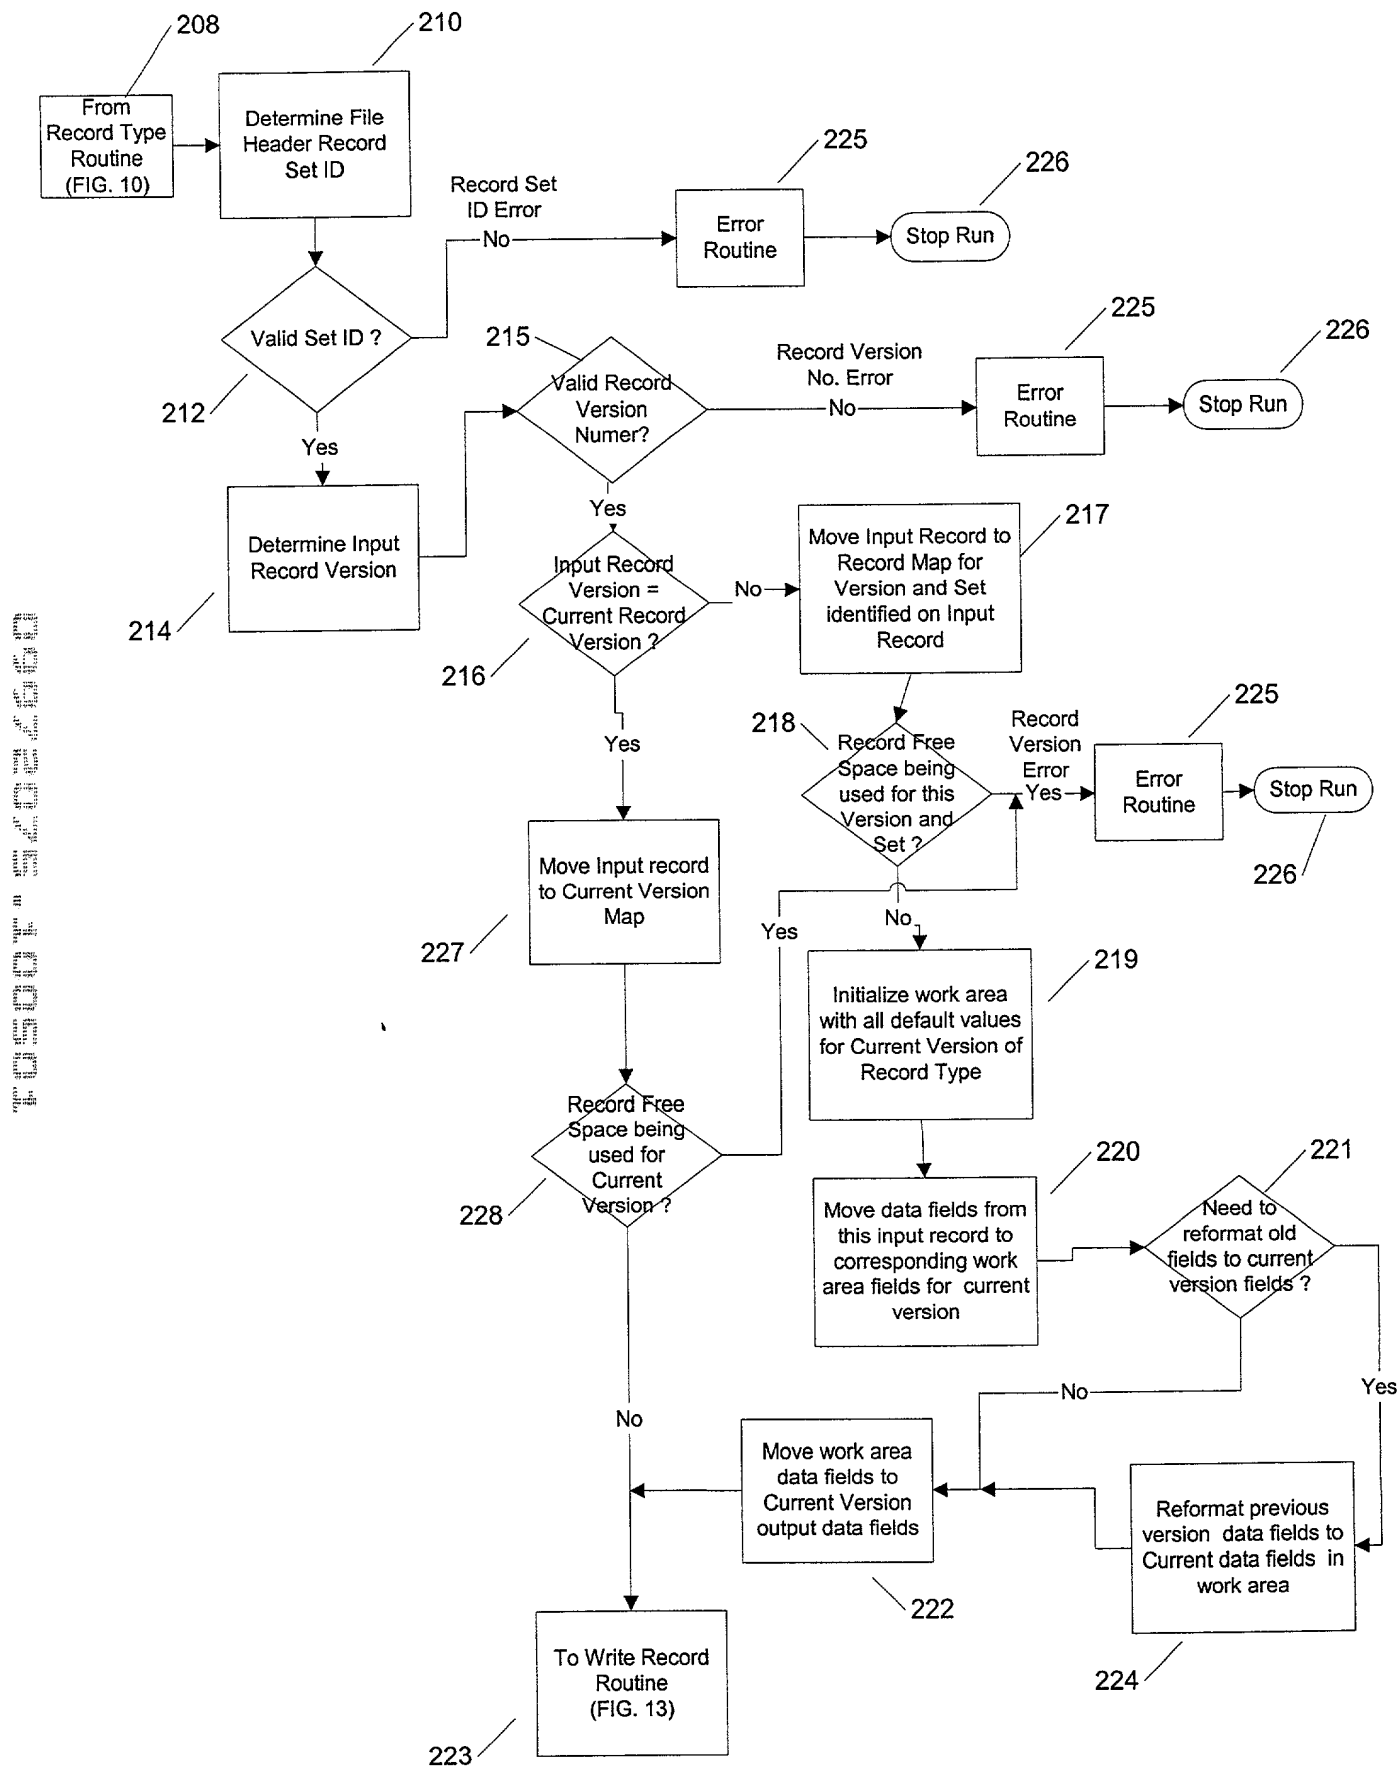 208
210
From
Record Type
Routine
(FIG. 10)
Determine File
Header Record
Set ID
Record Set
ID Error
No
225
Error
Routine
226
Stop Run
Valid Set ID ?
212
Yes
215
Valid Record
Version
Numer?
Record Version
No. Error
No
225
Error
Routine
226
Stop Run
Determine Input
Record Version
214
Yes
Input Record
Version =
Current Record
Version ?
216
No
217
Move Input Record to
Record Map for
Version and Set
identified on Input
Record
Yes
218
Record Free
Space being
used for this
Version and
Set ?
Record
Version
Error
Yes
225
Error
Routine
Stop Run
226
Move Input record
to Current Version
Map
227
Yes
No
219
Initialize work area
with all default values
for Current Version of
Record Type
Record Free
Space being
used for
Current
Version ?
228
220
Move data fields from
this input record to
corresponding work
area fields for current
version
221
Need to
reformat old
fields to current
version fields ?
Yes
No
No
Move work area
data fields to
Current Version
output data fields
222
Reformat previous
version data fields to
Current data fields in
work area
224
To Write Record
Routine
(FIG. 13)
223